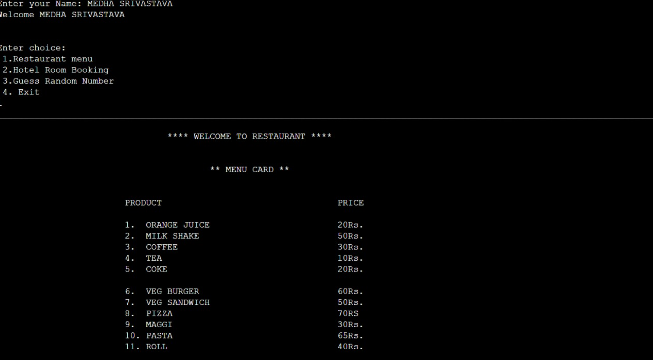 Enter your Name: MEDHA SRIVASTAVA
Welcome MEDHA SRIVASTAVA
Enter choice:
1.Restaurant menu
2.Hotel Room Booking
3.Guess Random Number
4. Exit
**** WELCOME TO RESTAURANT ****
** MENU CARD **
PRODUCT PRICE
1. ORANGE JUICE 20Rs.
2. MILK SHAKE 50Rs.
3. COFFEE 30Rs.
4. TEA 10Rs.
5. COKE 20Rs.
6. VEG BURGER 60Rs.
7. VEG SANDWICH 50Rs.
8. PIZZA 70RS
9. MAGGI 30Rs.
10. PASTA 65Rs.
11. ROLL 40Rs.